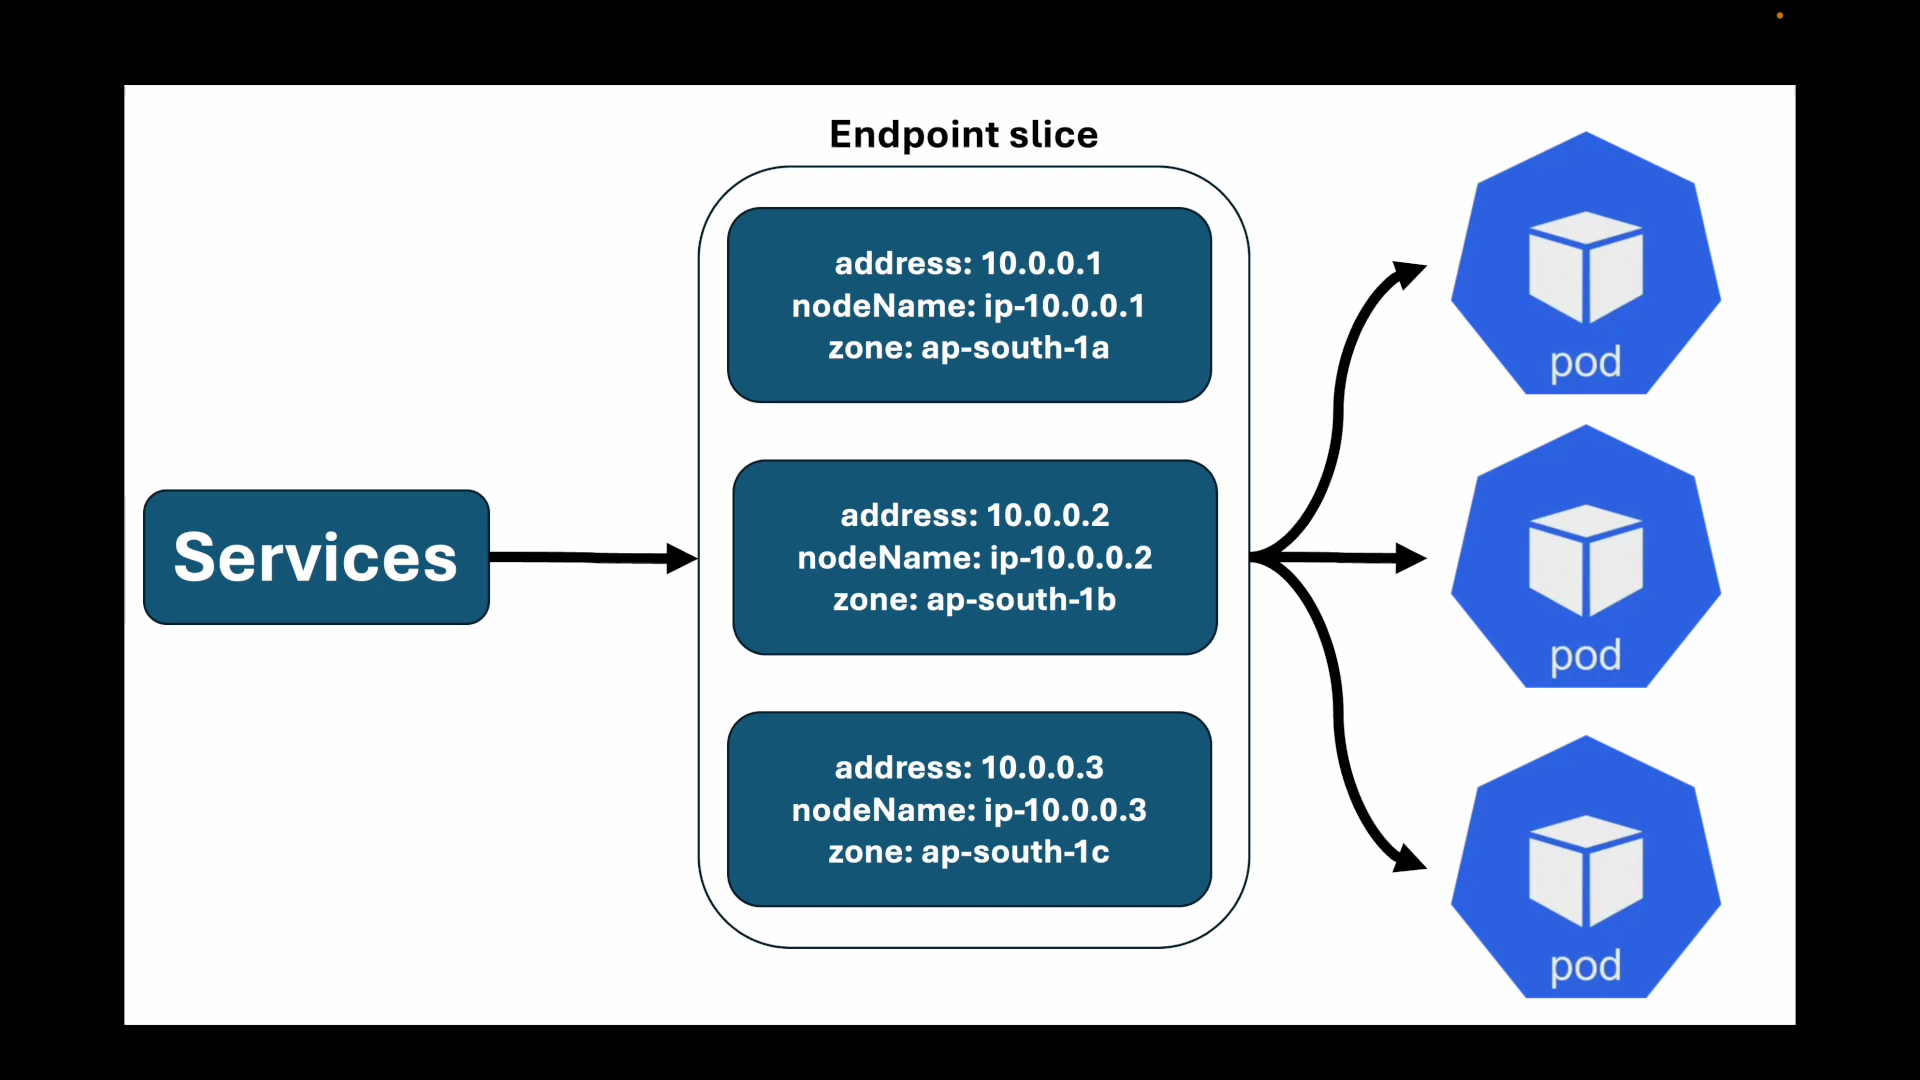 Endpoint slice
Services
address: 10.0.0.1
nodeName: ip-10.0.0.1
zone: ap-south-1a
address: 10.0.0.2
nodeName: ip-10.0.0.2
zone: ap-south-1b
address: 10.0.0.3
nodeName: ip-10.0.0.3
zone: ap-south-1c
pod
pod
pod